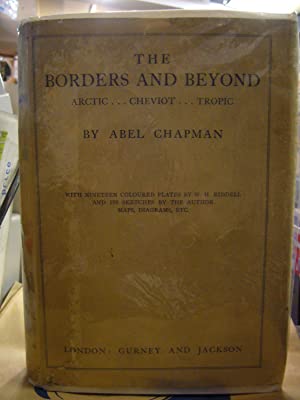 THE
BORDERS AND BEYOND
ARCTIC . . . CHEVIOT . . . TROPIC
BY ABEL CHAPMAN
WITH NINETEEN COLOURED PLATES BY W. H. RIDDELL
AND 170 SKETCHES BY THE AUTHOR
MAPS, DIAGRAMS, ETC.
LONDON: GURNEY AND JACKSON